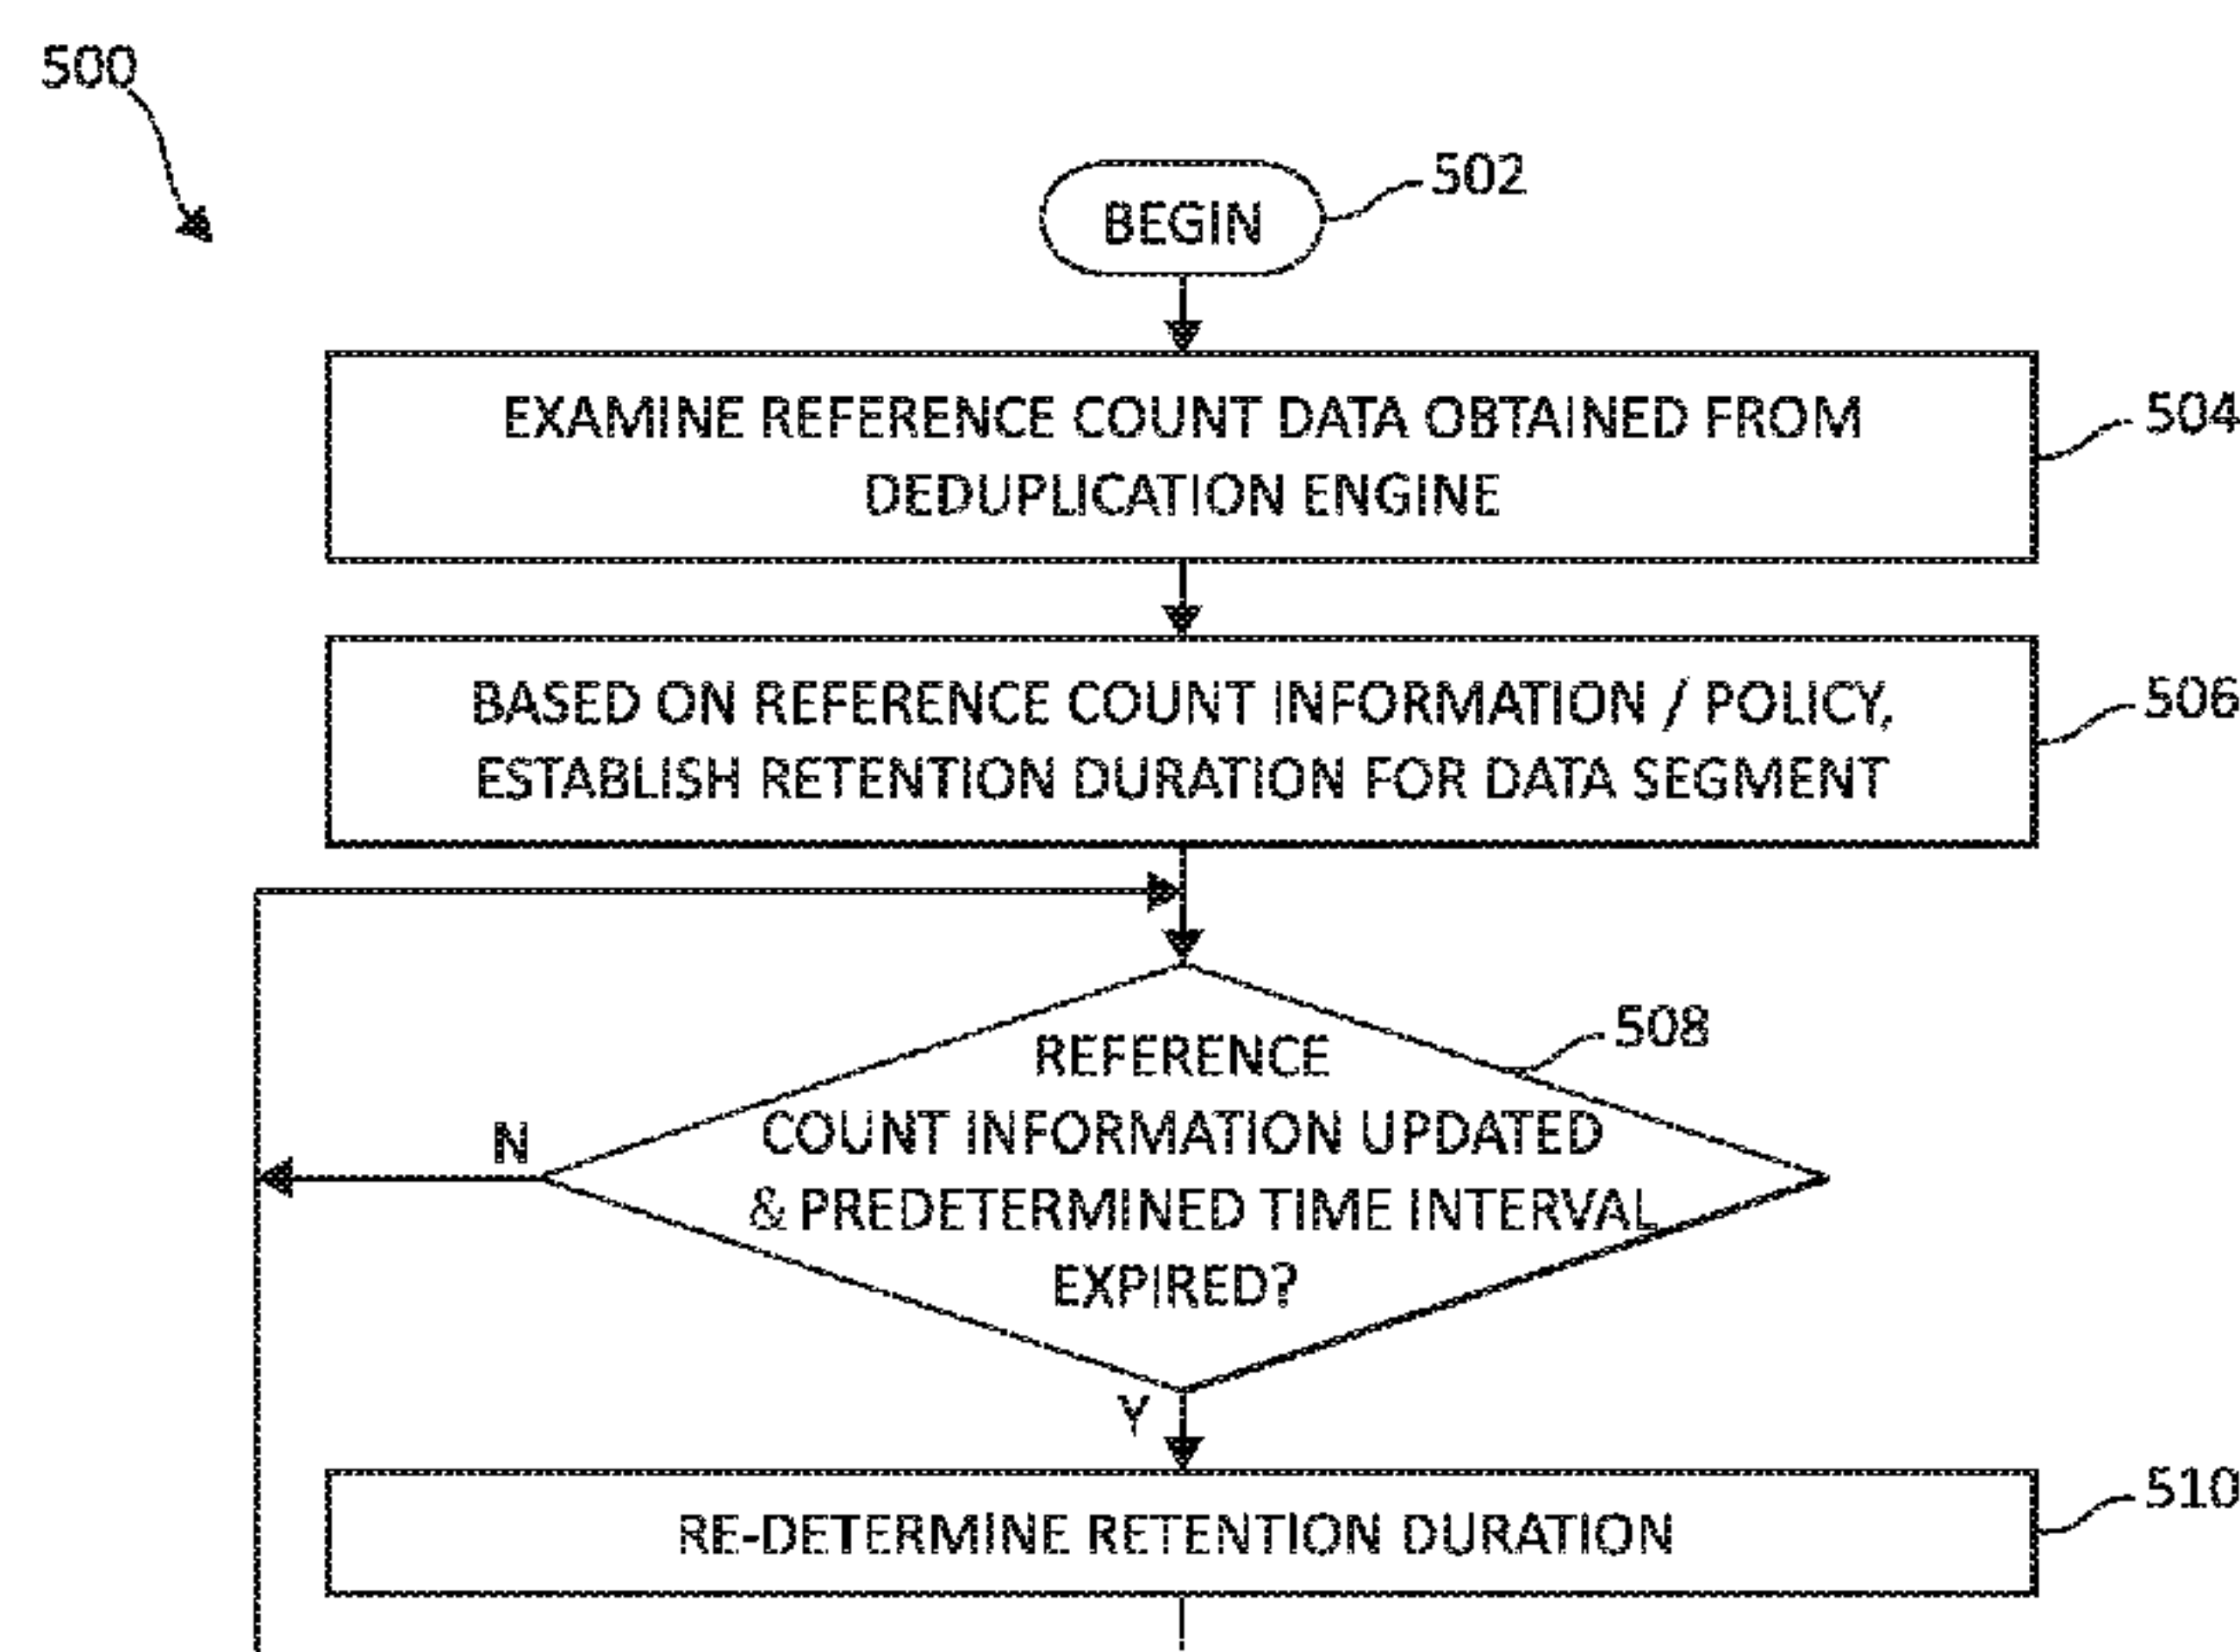 500
BEGIN
502
EXAMINE REFERENCE COUNT DATA OBTAINED FROM
DEDUPLICATION ENGINE
504
BASED ON REFERENCE COUNT INFORMATION / POLICY,
ESTABLISH RETENTION DURATION FOR DATA SEGMENT
506
REFERENCE
COUNT INFORMATION UPDATED
& PREDETERMINED TIME INTERVAL
EXPIRED?
508
N
Y
RE-DETERMINE RETENTION DURATION
510